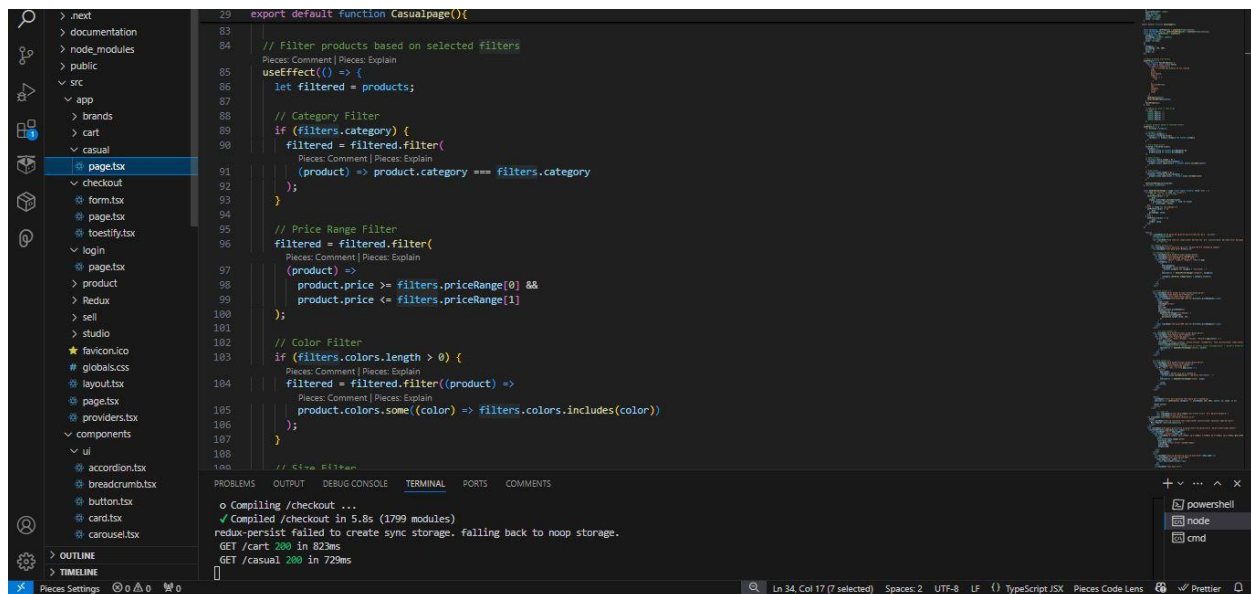 > .next
> documentation
> node_modules
> public
∨ src
∨ app
> brands
> cart
∨ casual
page.tsx
∨ checkout
form.tsx
page.tsx
toestify.tsx
∨ login
page.tsx
> product
> Redux
> sell
> studio
favicon.ico
# globals.css
layout.tsx
page.tsx
providers.tsx
∨ components
∨ ui
accordion.tsx
breadcrumb.tsx
button.tsx
card.tsx
carousel.tsx
> OUTLINE
> TIMELINE
1
29 export default function Casualpage(){
83
84 // Filter products based on selected filters
Pieces: Comment | Pieces: Explain
85 useEffect(() => {
86 let filtered = products;
87
88 // Category Filter
89 if (filters.category) {
90 filtered = filtered.filter(
Pieces: Comment | Pieces: Explain
91 (product) => product.category === filters.category
92 );
93 }
94
95 // Price Range Filter
96 filtered = filtered.filter(
Pieces: Comment | Pieces: Explain
97 (product) =>
98 product.price >= filters.priceRange[0] &&
99 product.price <= filters.priceRange[1]
100 );
101
102 // Color Filter
103 if (filters.colors.length > 0) {
Pieces: Comment | Pieces: Explain
104 filtered = filtered.filter((product) =>
Pieces: Comment | Pieces: Explain
105 product.colors.some((color) => filters.colors.includes(color))
106 );
107 }
108
109 // Size Filter
PROBLEMS OUTPUT DEBUG CONSOLE TERMINAL PORTS COMMENTS
o Compiling /checkout ...
✓ Compiled /checkout in 5.8s (1799 modules)
redux-persist failed to create sync storage. falling back to noop storage.
GET /cart 200 in 823ms
GET /casual 200 in 729ms
powershell
node
cmd
Pieces Settings 0 0 0 Ln 34, Col 17 (7 selected) Spaces: 2 UTF-8 LF {} TypeScript JSX Pieces Code Lens Prettier